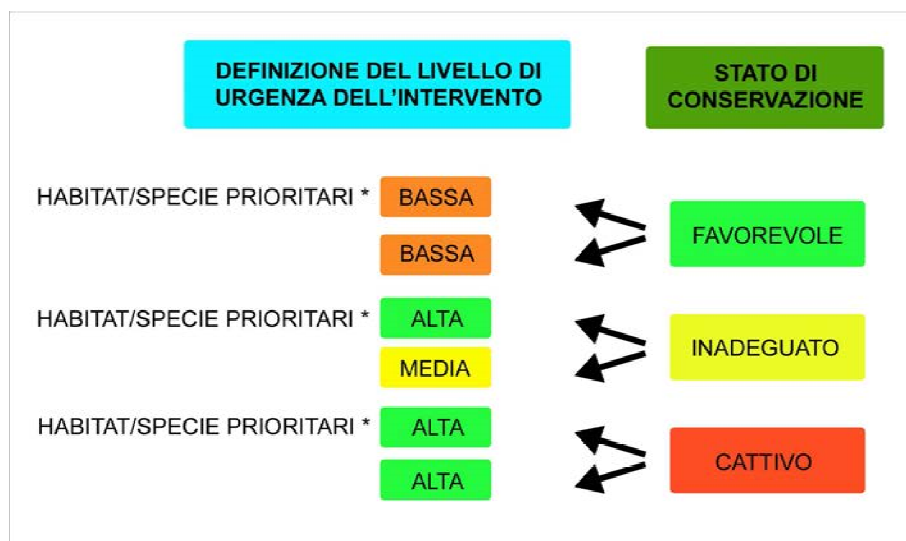 DEFINIZIONE DEL LIVELLO DI
URGENZA DELL'INTERVENTO
STATO DI
CONSERVAZIONE
HABITAT/SPECIE PRIORITARI *
BASSA
BASSA
FAVOREVOLE
HABITAT/SPECIE PRIORITARI *
ALTA
MEDIA
INADEGUATO
HABITAT/SPECIE PRIORITARI *
ALTA
ALTA
CATTIVO